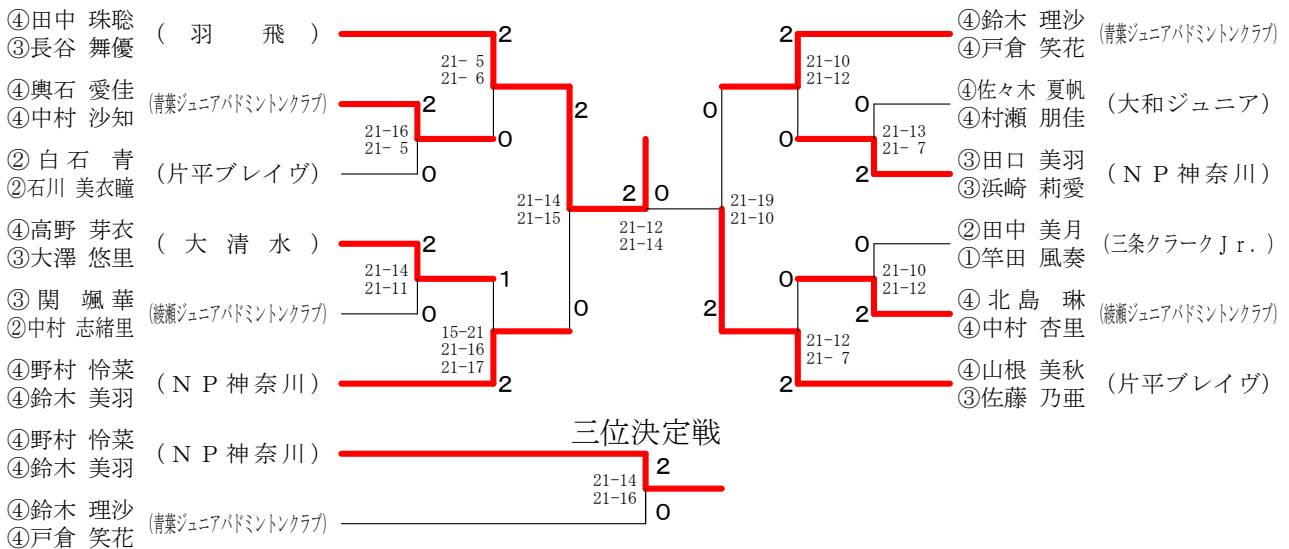 ④田中 珠聡
③長谷 舞優
(羽飛)
2
21- 5
21- 6
④輿石 愛佳
④中村 沙知
(青葉ジュニアバドミントンクラブ)
2
0
21-16
21- 5
②白石 青
②石川 美衣瞳
(片平ブレイヴ)
0
2
21-14
21-15
④高野 芽衣
③大澤 悠里
(大清水)
2
1
21-14
21-11
③関 颯華
②中村 志緒里
(綾瀬ジュニアバドミントンクラブ)
0
0
15-21
21-16
21-17
④野村 怜菜
④鈴木 美羽
(NP神奈川)
2
2 0
21-12
21-14
④鈴木 理沙
④戸倉 笑花
(青葉ジュニアバドミントンクラブ)
2
21-10
21-12
④佐々木 夏帆
④村瀬 朋佳
(大和ジュニア)
0
0
0
21-13
21- 7
③田口 美羽
③浜崎 莉愛
(NP神奈川)
2
21-19
21-10
②田中 美月
①竿田 風奏
(三条クラークJr.)
0
0
21-10
21-12
④北島 琳
④中村 杏里
(綾瀬ジュニアバドミントンクラブ)
2
2
21-12
21- 7
④山根 美秋
③佐藤 乃亜
(片平ブレイヴ)
2
三位決定戦
④野村 怜菜
④鈴木 美羽
(NP神奈川)
2
21-14
21-16
④鈴木 理沙
④戸倉 笑花
(青葉ジュニアバドミントンクラブ)
0